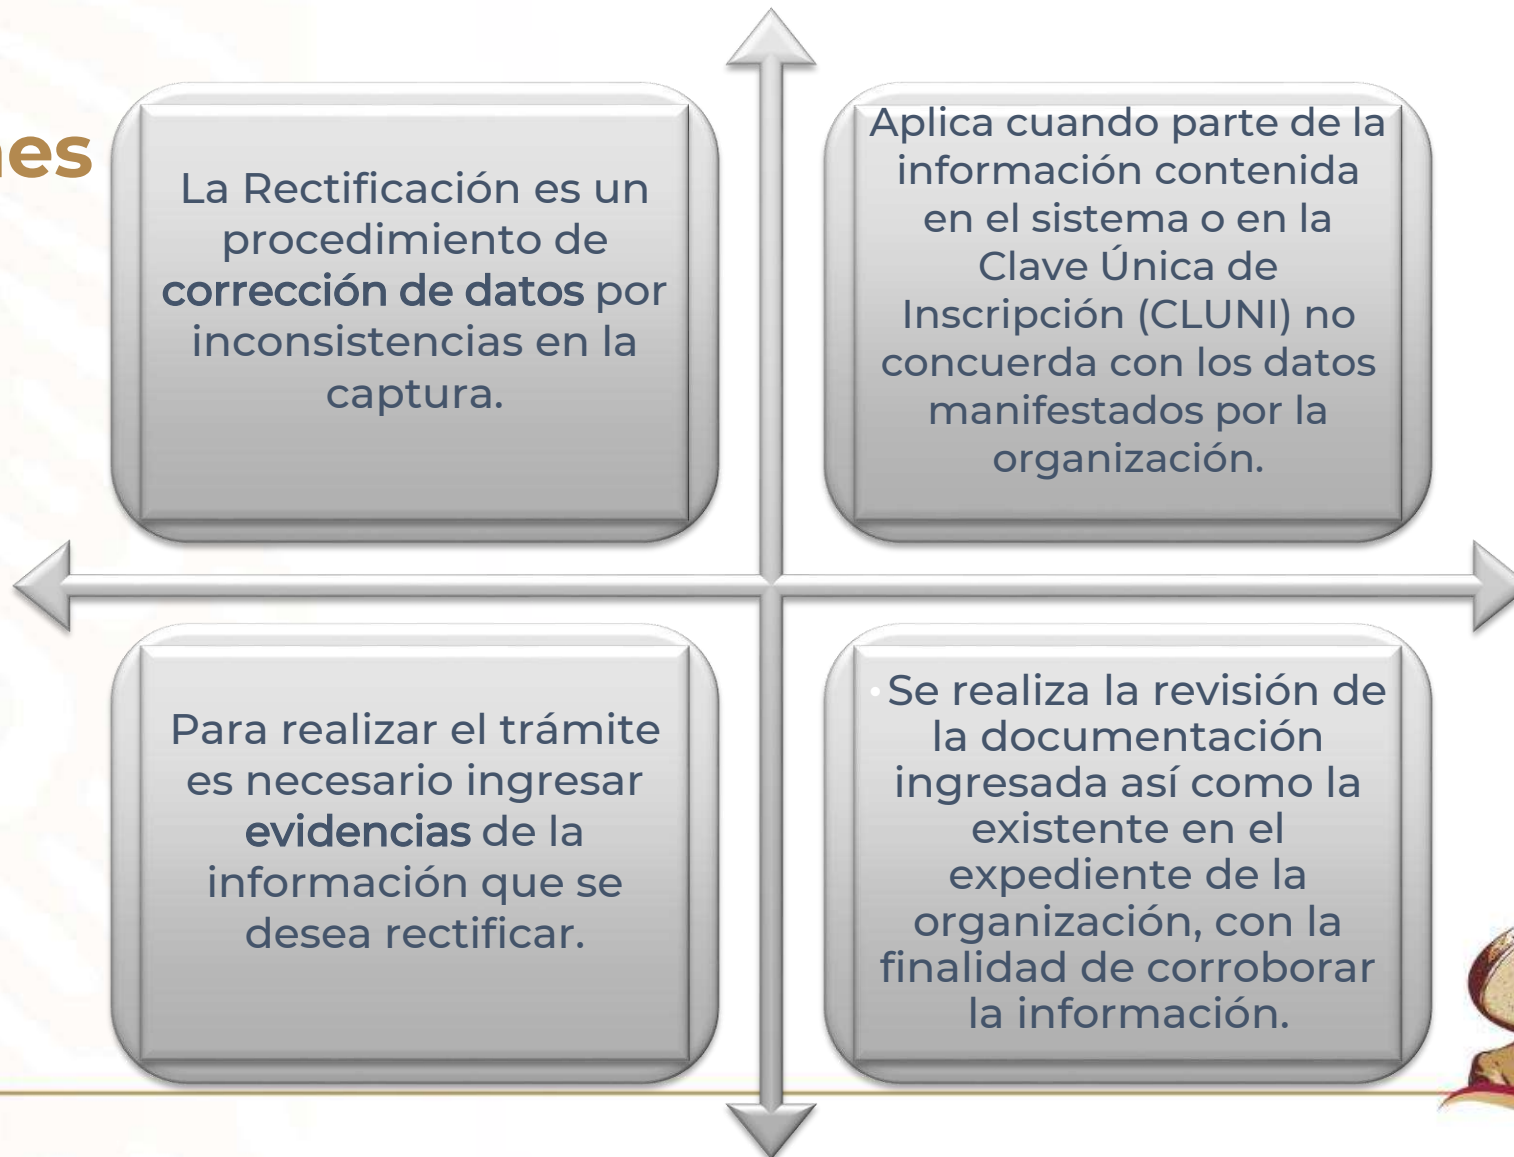 nes
La Rectificación es un
procedimiento de
corrección de datos por
inconsistencias en la
captura.
Aplica cuando parte de la
información contenida
en el sistema o en la
Clave Única de
Inscripción (CLUNI) no
concuerda con los datos
manifestados por la
organización.
Para realizar el trámite
es necesario ingresar
evidencias de la
información que se
desea rectificar.
• Se realiza la revisión de
la documentación
ingresada así como la
existente en el
expediente de la
organización, con la
finalidad de corroborar
la información.